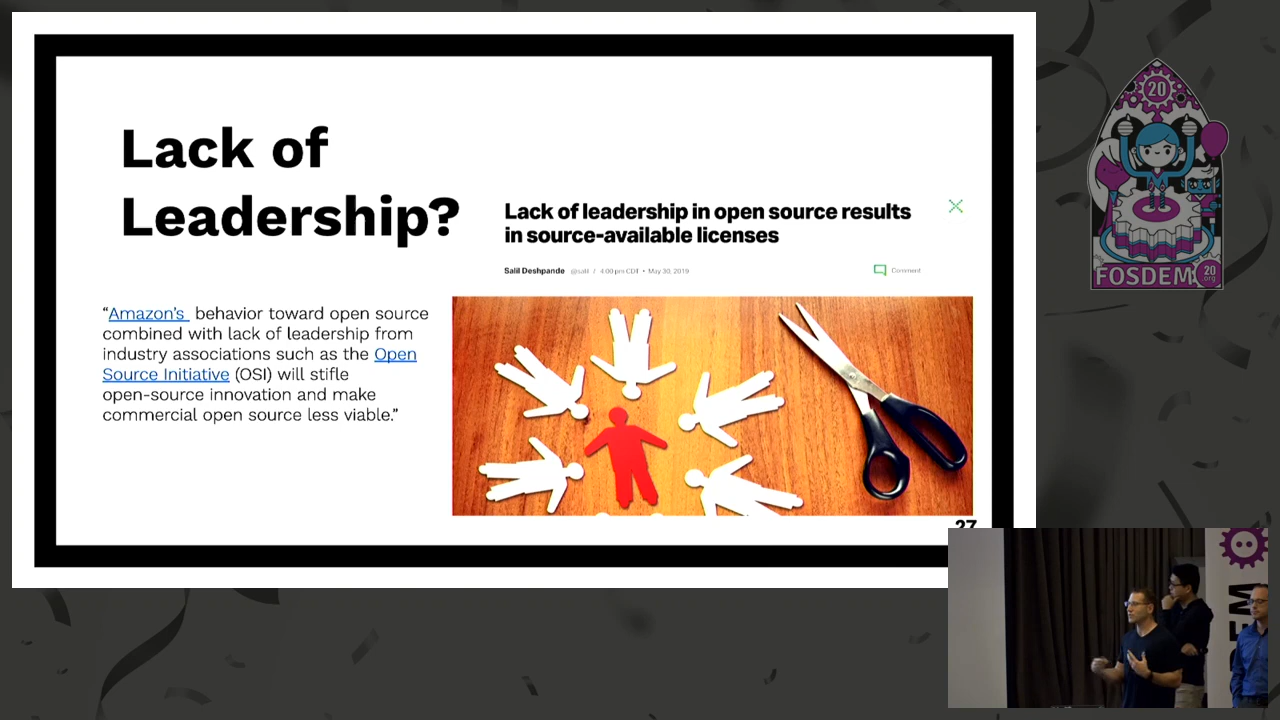 Lack of
Leadership?
Lack of leadership in open source results
in source-available licenses
Salil Deshpande @salil / 4:00 pm CDT • May 30, 2019
Comment
“Amazon’s behavior toward open source
combined with lack of leadership from
industry associations such as the Open
Source Initiative (OSI) will stifle
open-source innovation and make
commercial open source less viable.”
27
20
FOSDEM 20
.org
DEM